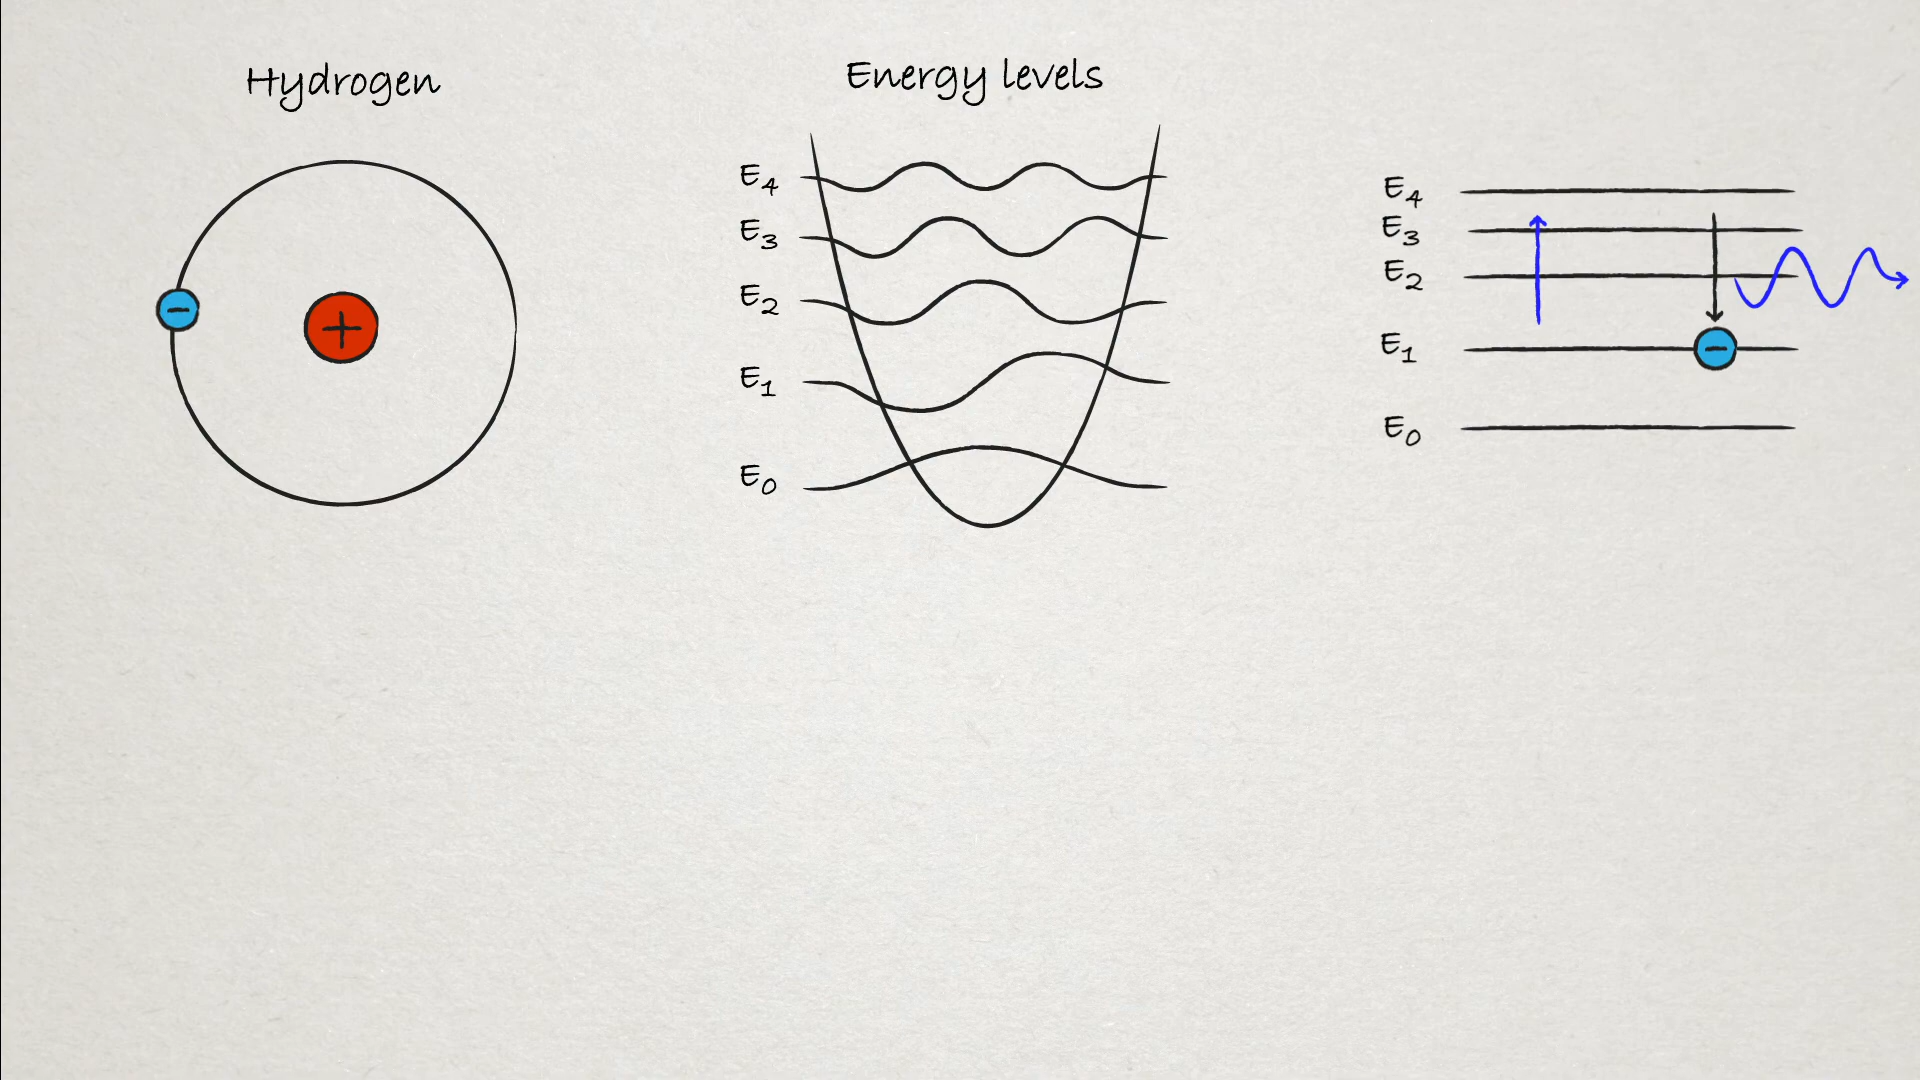 Hydrogen
+
−
Energy levels
E₄
E₃
E₂
E₁
E₀
E₄
E₃
E₂
E₁
−
E₀